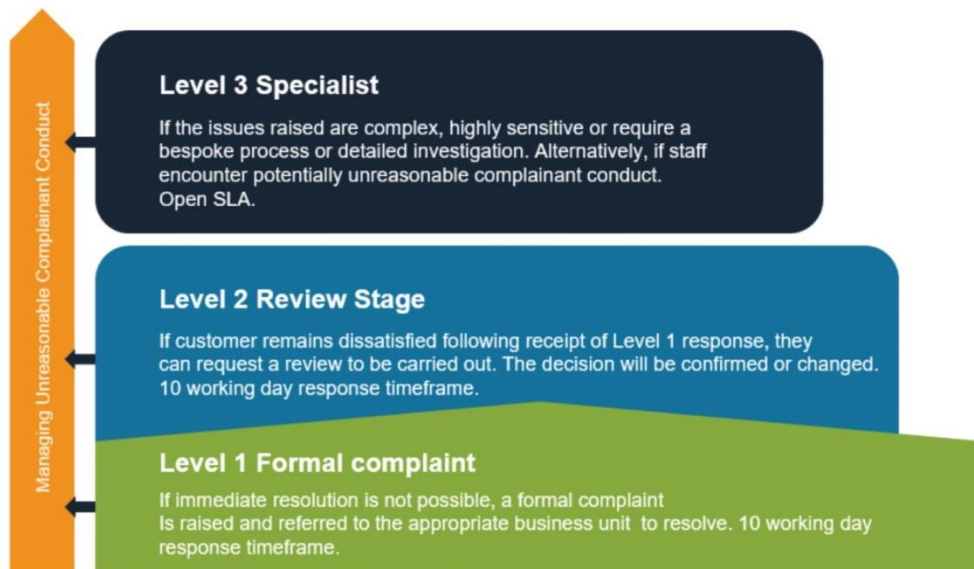 Managing Unreasonable Complainant Conduct
Level 3 Specialist
If the issues raised are complex, highly sensitive or require a
bespoke process or detailed investigation. Alternatively, if staff
encounter potentially unreasonable complainant conduct.
Open SLA.
Level 2 Review Stage
If customer remains dissatisfied following receipt of Level 1 response, they
can request a review to be carried out. The decision will be confirmed or changed.
10 working day response timeframe.
Level 1 Formal complaint
If immediate resolution is not possible, a formal complaint
Is raised and referred to the appropriate business unit to resolve. 10 working day
response timeframe.